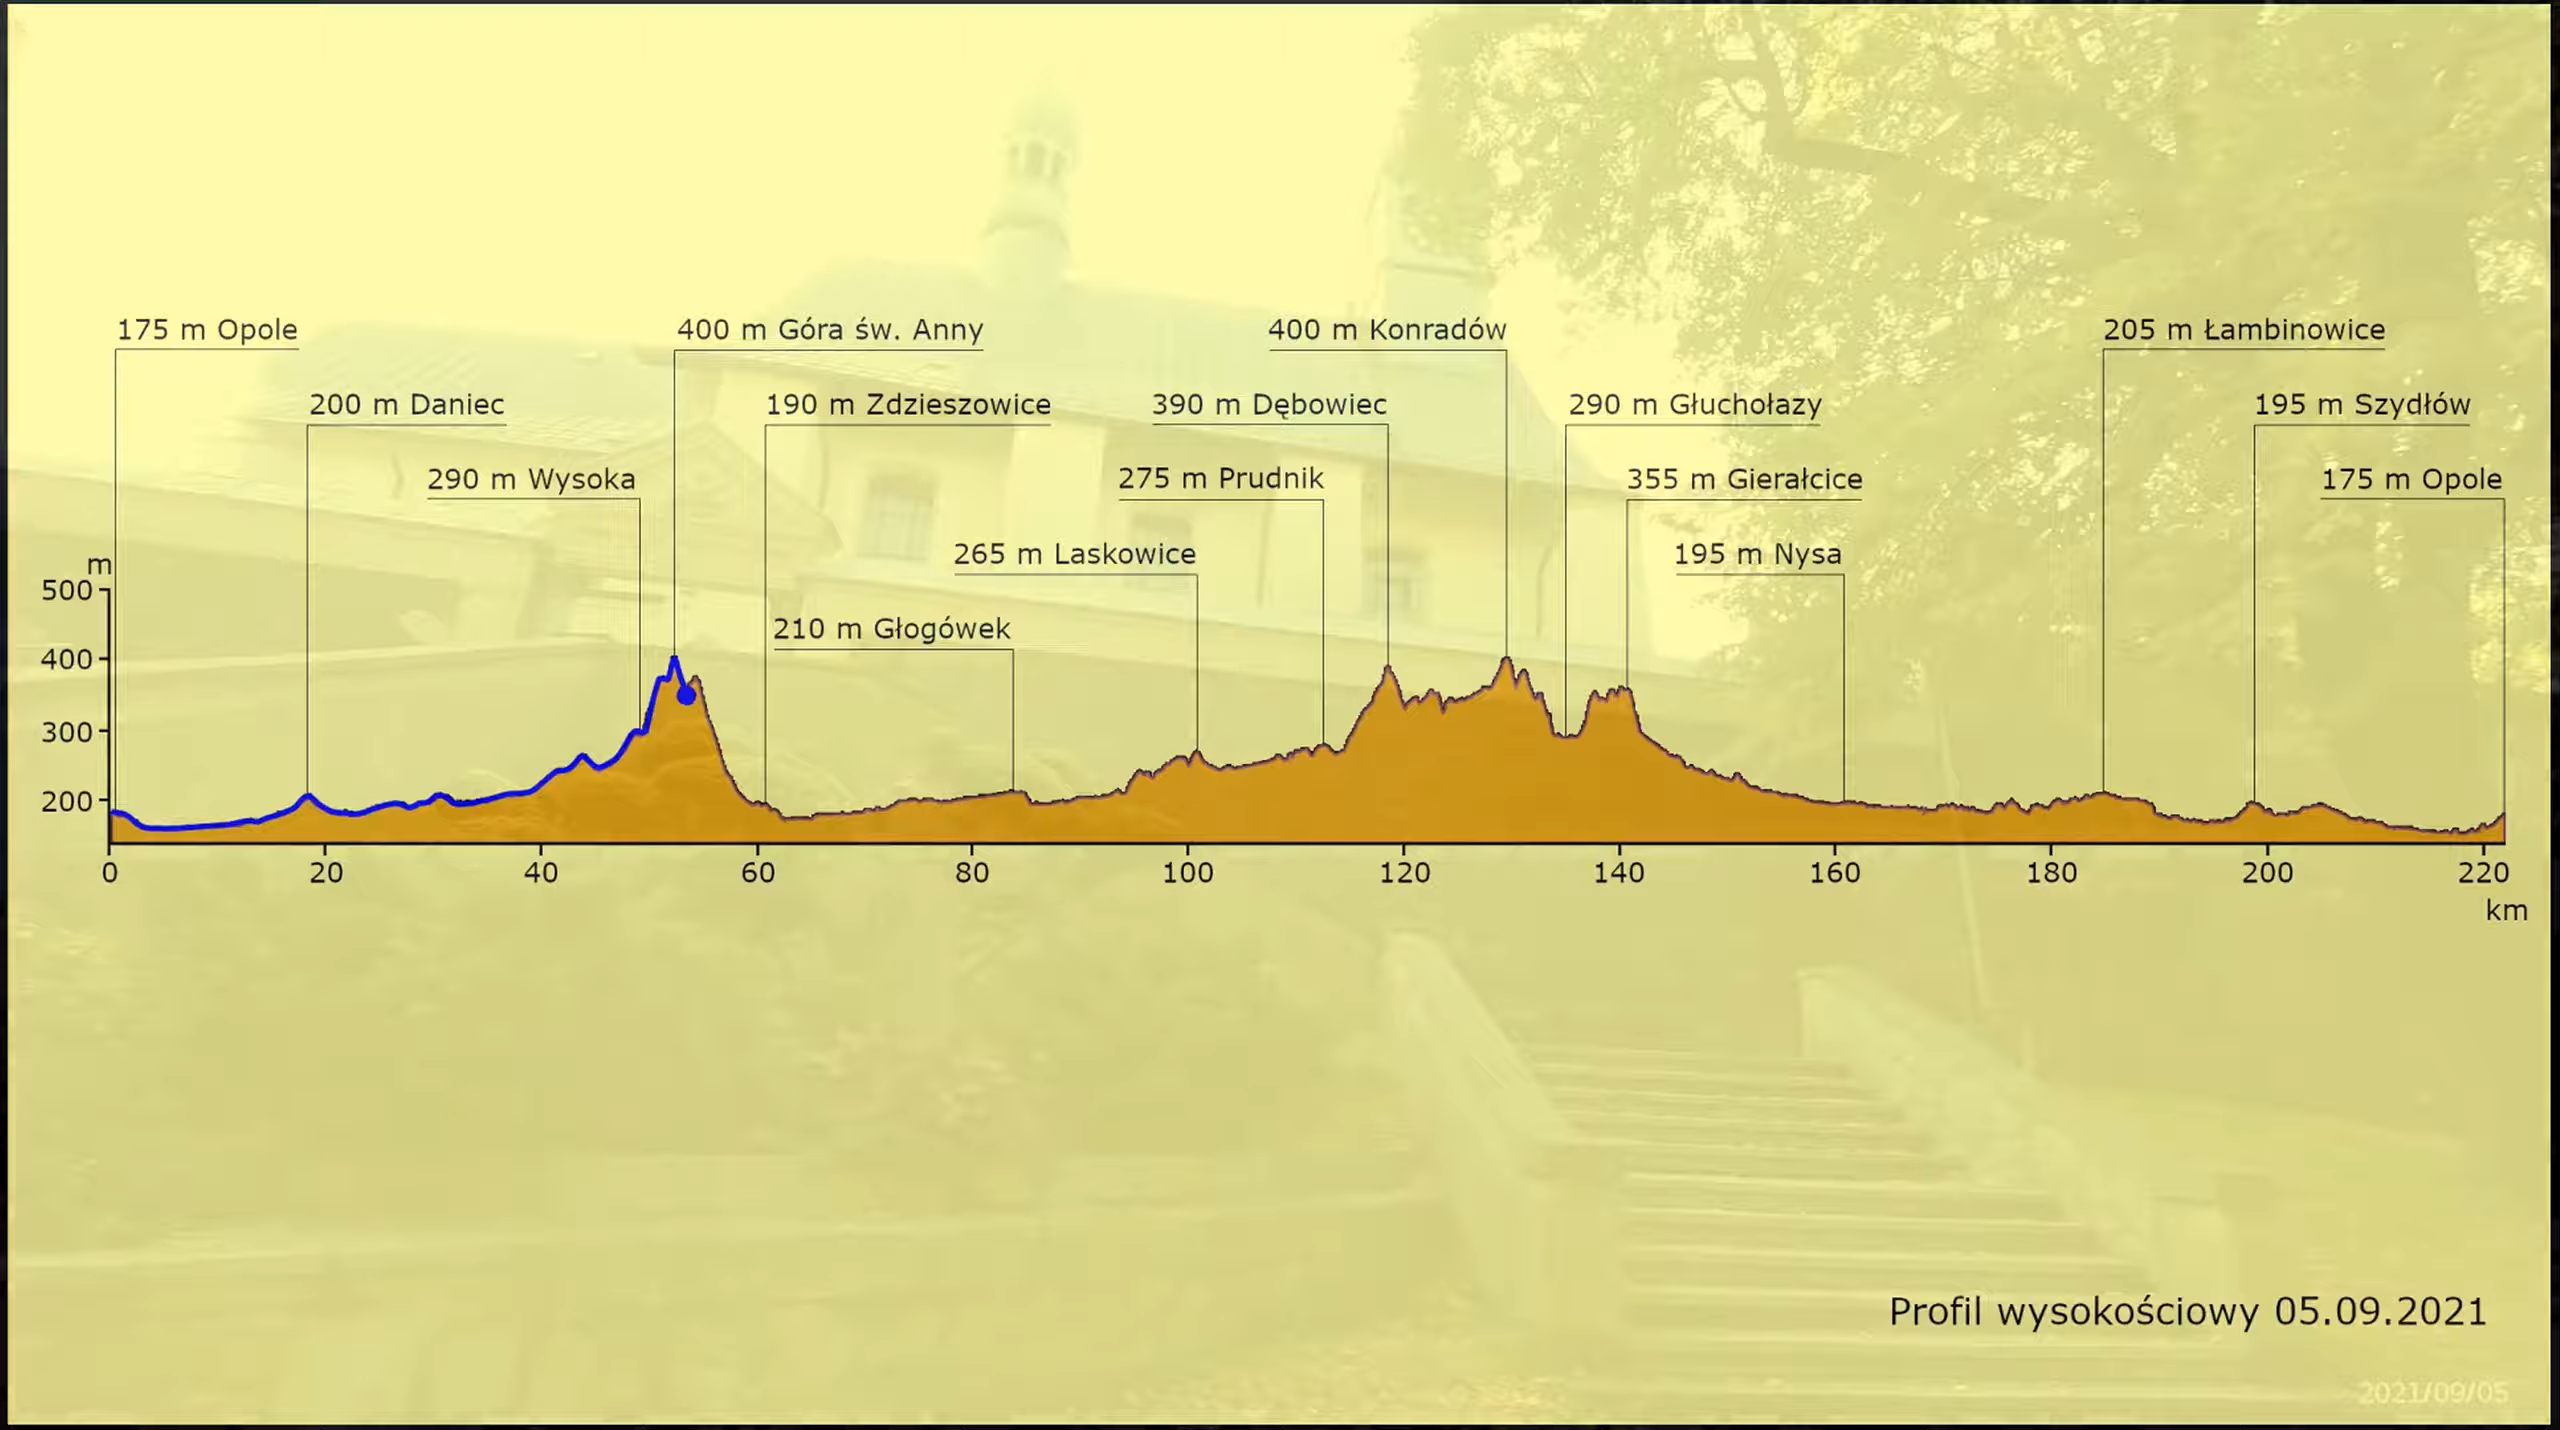 175 m Opole
400 m Góra św. Anny
400 m Konradów
205 m Łambinowice
200 m Daniec
190 m Zdzieszowice
390 m Dębowiec
290 m Głuchołazy
195 m Szydłów
290 m Wysoka
275 m Prudnik
355 m Gierałcice
175 m Opole
265 m Laskowice
195 m Nysa
210 m Głogówek
m
500
400
300
200
0 20 40 60 80 100 120 140 160 180 200 220
km
Profil wysokościowy 05.09.2021
2021/09/05